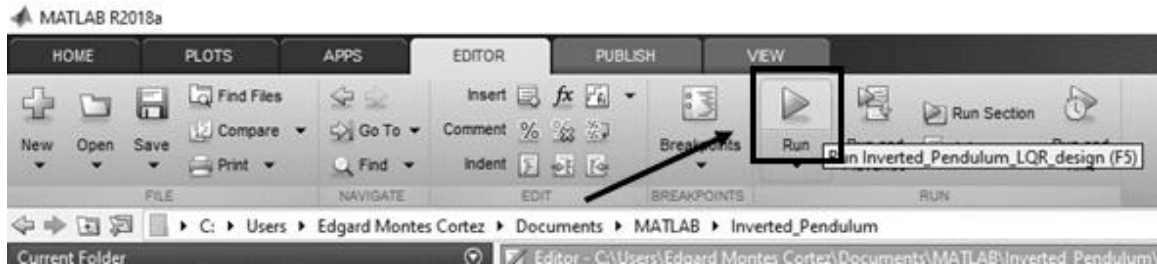 MATLAB R2018a
HOME PLOTS APPS EDITOR PUBLISH VIEW
New Open Save
Find Files
Compare
Print
Go To
Find
Insert fx
Comment %
Indent
Breakpoints
Run
Run Section
Run Inverted_Pendulum_LQR_design (F5)
FILE NAVIGATE EDIT BREAKPOINTS RUN
C: Users Edgard Montes Cortez Documents MATLAB Inverted_Pendulum
Current Folder
Editor - C:\Users\Edgard Montes Cortez\Documents\MATLAB\Inverted_Pendulum\